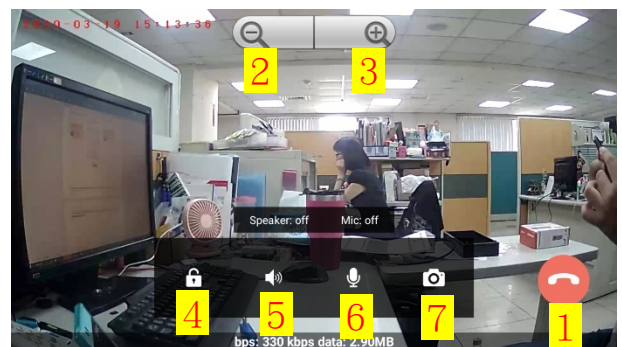 2020-03-19 15:13:36
2
3
Speaker: off Mic: off
4 5 6 7 1
bps: 330 kbps data: 2.90MB